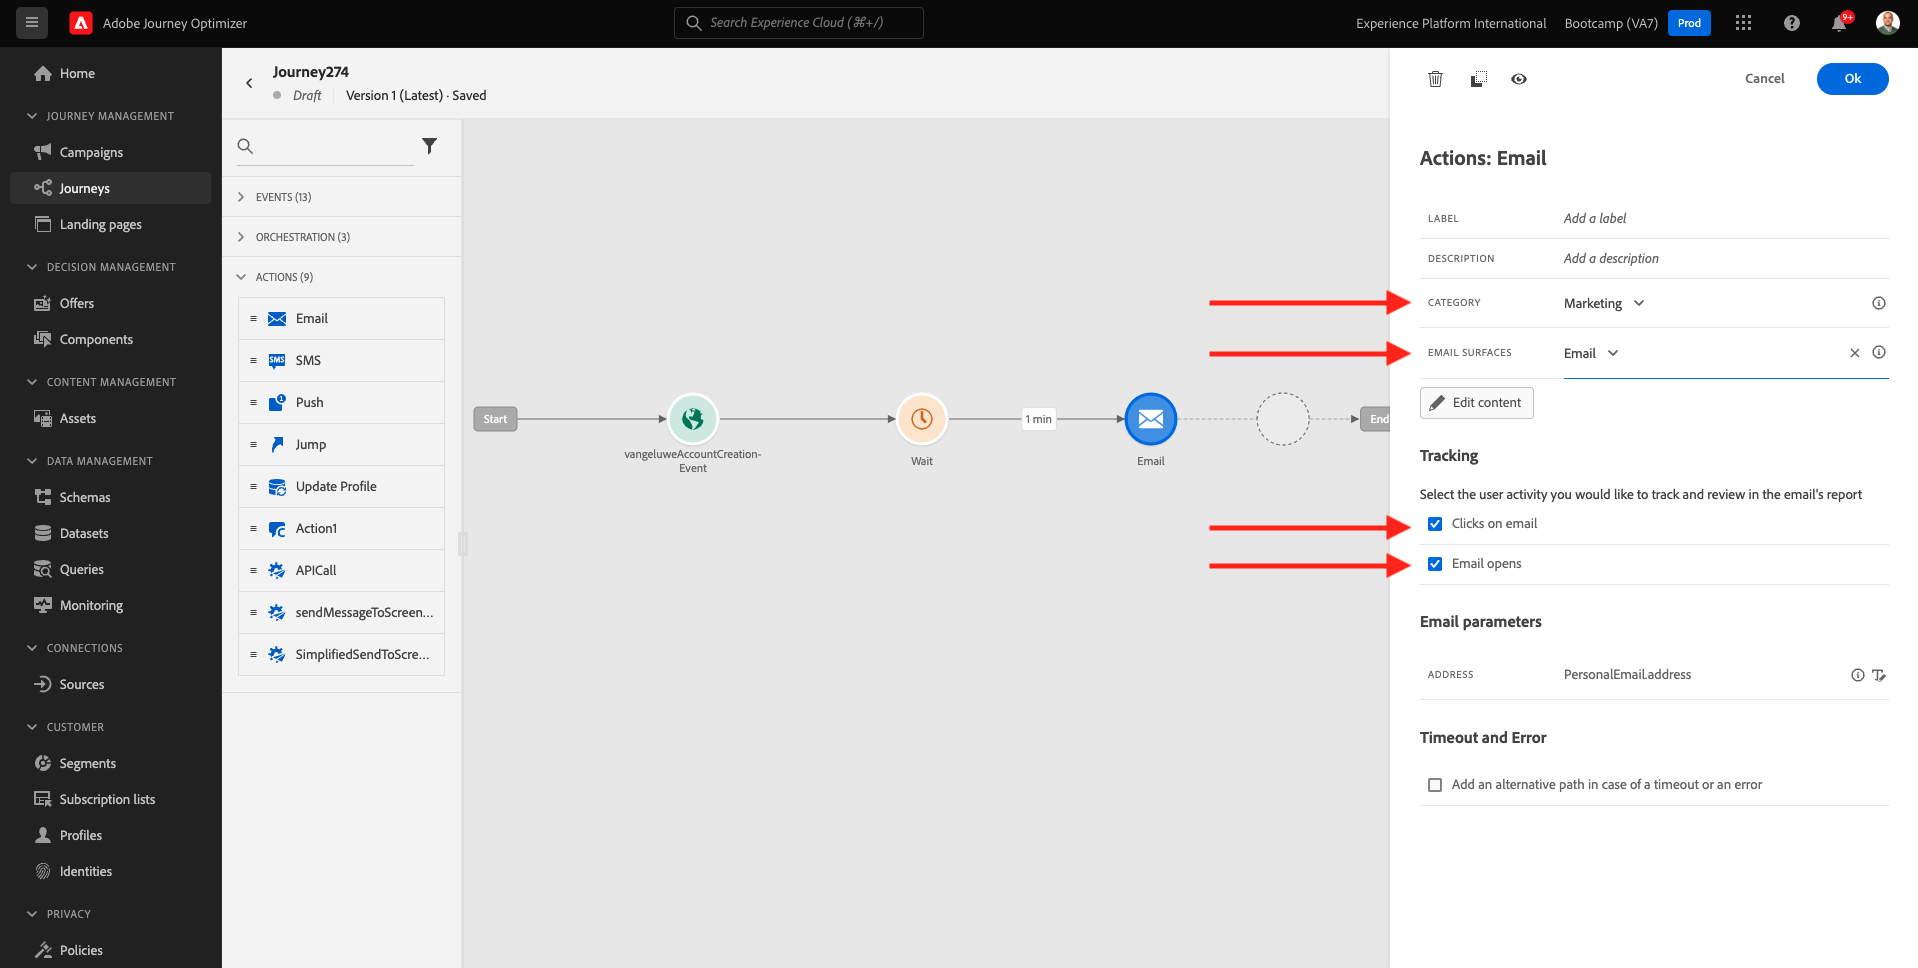 Adobe Journey Optimizer
Search Experience Cloud (⌘+/)
Experience Platform International
Bootcamp (VA7)
Prod
9+
Home
JOURNEY MANAGEMENT
Campaigns
Journeys
Landing pages
DECISION MANAGEMENT
Offers
Components
CONTENT MANAGEMENT
Assets
DATA MANAGEMENT
Schemas
Datasets
Queries
Monitoring
CONNECTIONS
Sources
CUSTOMER
Segments
Subscription lists
Profiles
Identities
PRIVACY
Policies
Journey274
Draft
Version 1 (Latest) · Saved
EVENTS (13)
ORCHESTRATION (3)
ACTIONS (9)
Email
SMS
SMS
Push
1
Jump
Update Profile
Action1
APICall
sendMessageToScreen...
SimplifiedSendToScre...
Start
vangeluweAccountCreation-
Event
Wait
1 min
Email
End
Cancel
Ok
Actions: Email
LABEL
Add a label
DESCRIPTION
Add a description
CATEGORY
Marketing
EMAIL SURFACES
Email
Edit content
Tracking
Select the user activity you would like to track and review in the email's report
Clicks on email
Email opens
Email parameters
ADDRESS
PersonalEmail.address
Timeout and Error
Add an alternative path in case of a timeout or an error